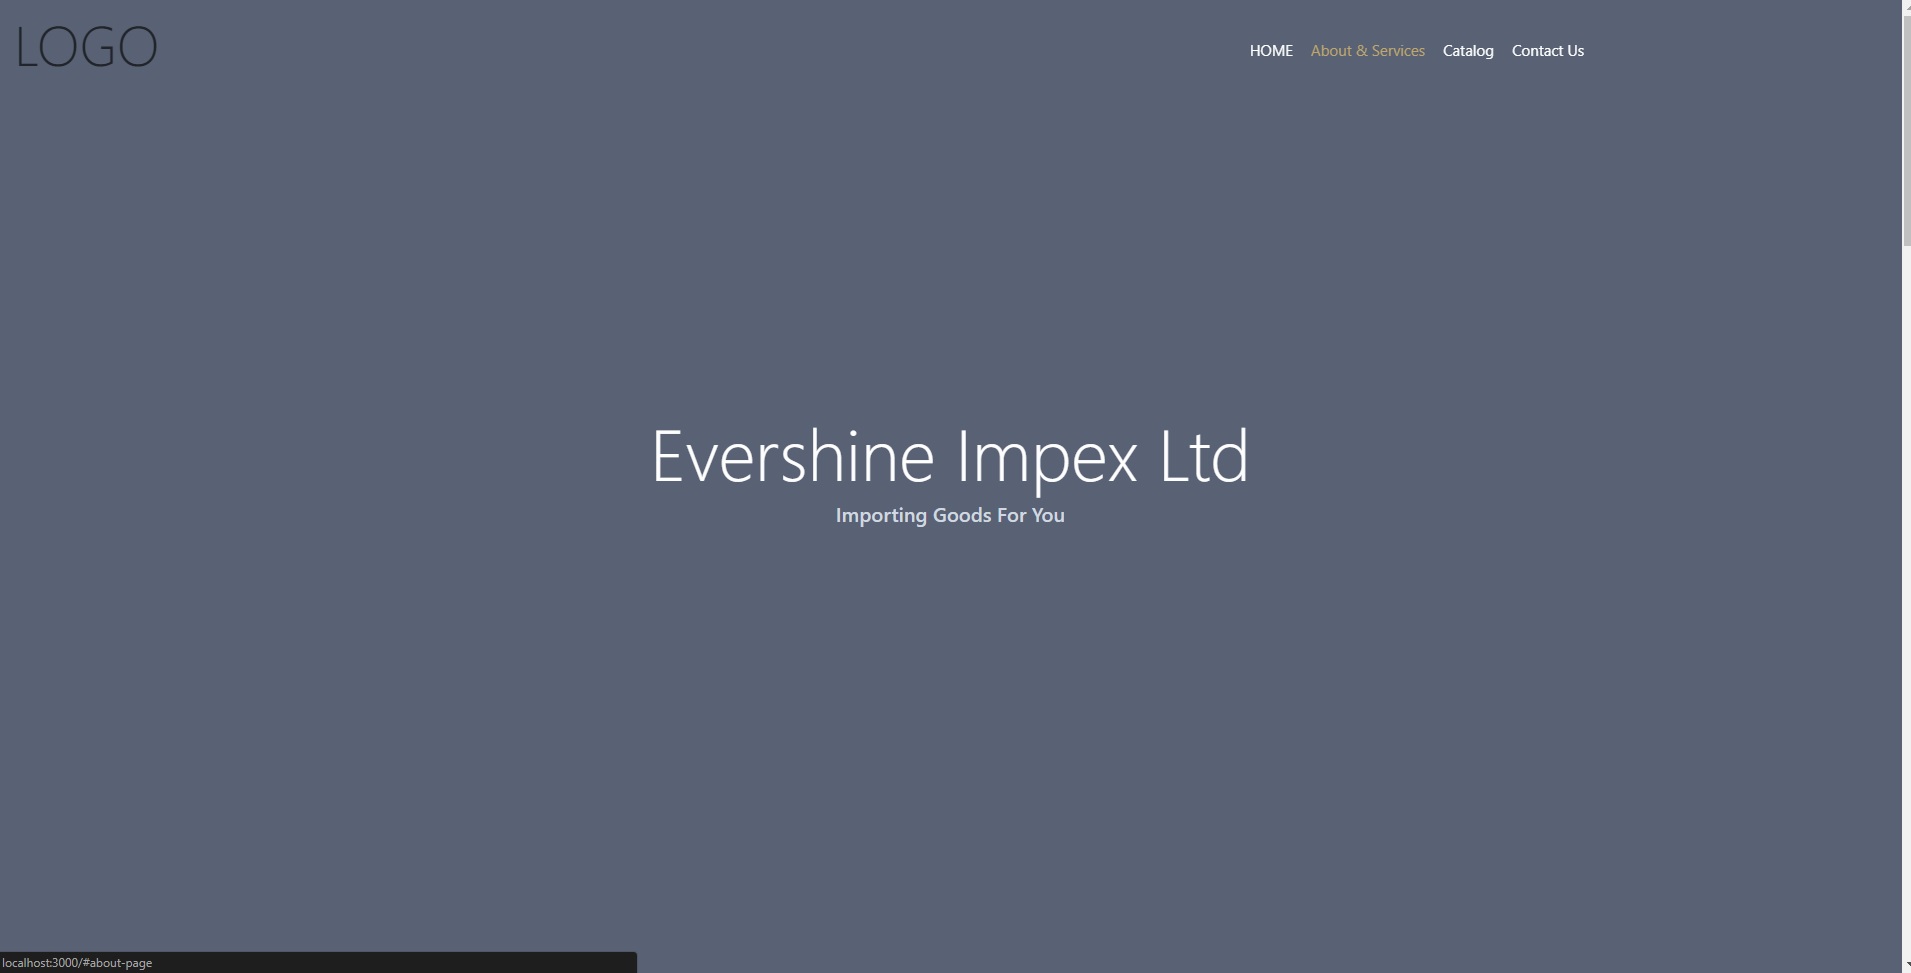 LOGO
HOME About & Services Catalog Contact Us
Evershine Impex Ltd
Importing Goods For You
localhost:3000/#about-page